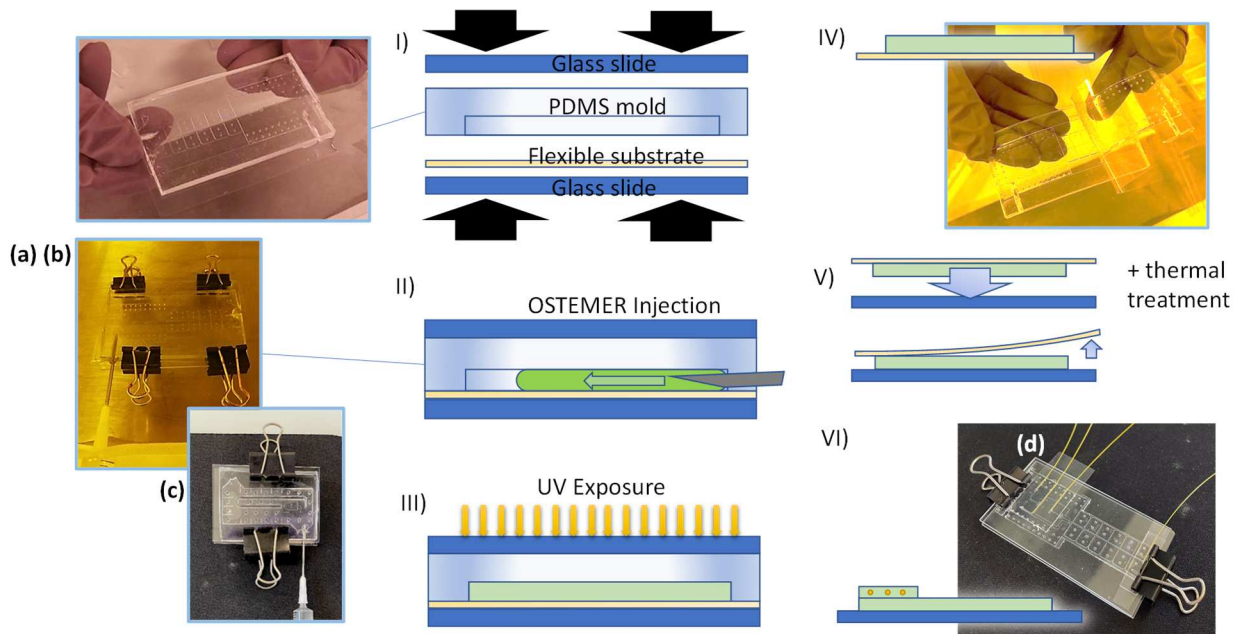 I)
Glass slide
PDMS mold
Flexible substrate
Glass slide
(a) (b)
II)
OSTEMER Injection
(c)
III)
UV Exposure
IV)
V)
+ thermal
treatment
VI)
(d)